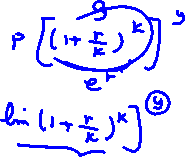 9
P [(1 + r/k)^k]^y
e^r
lim (1 + r/k)^k]^y